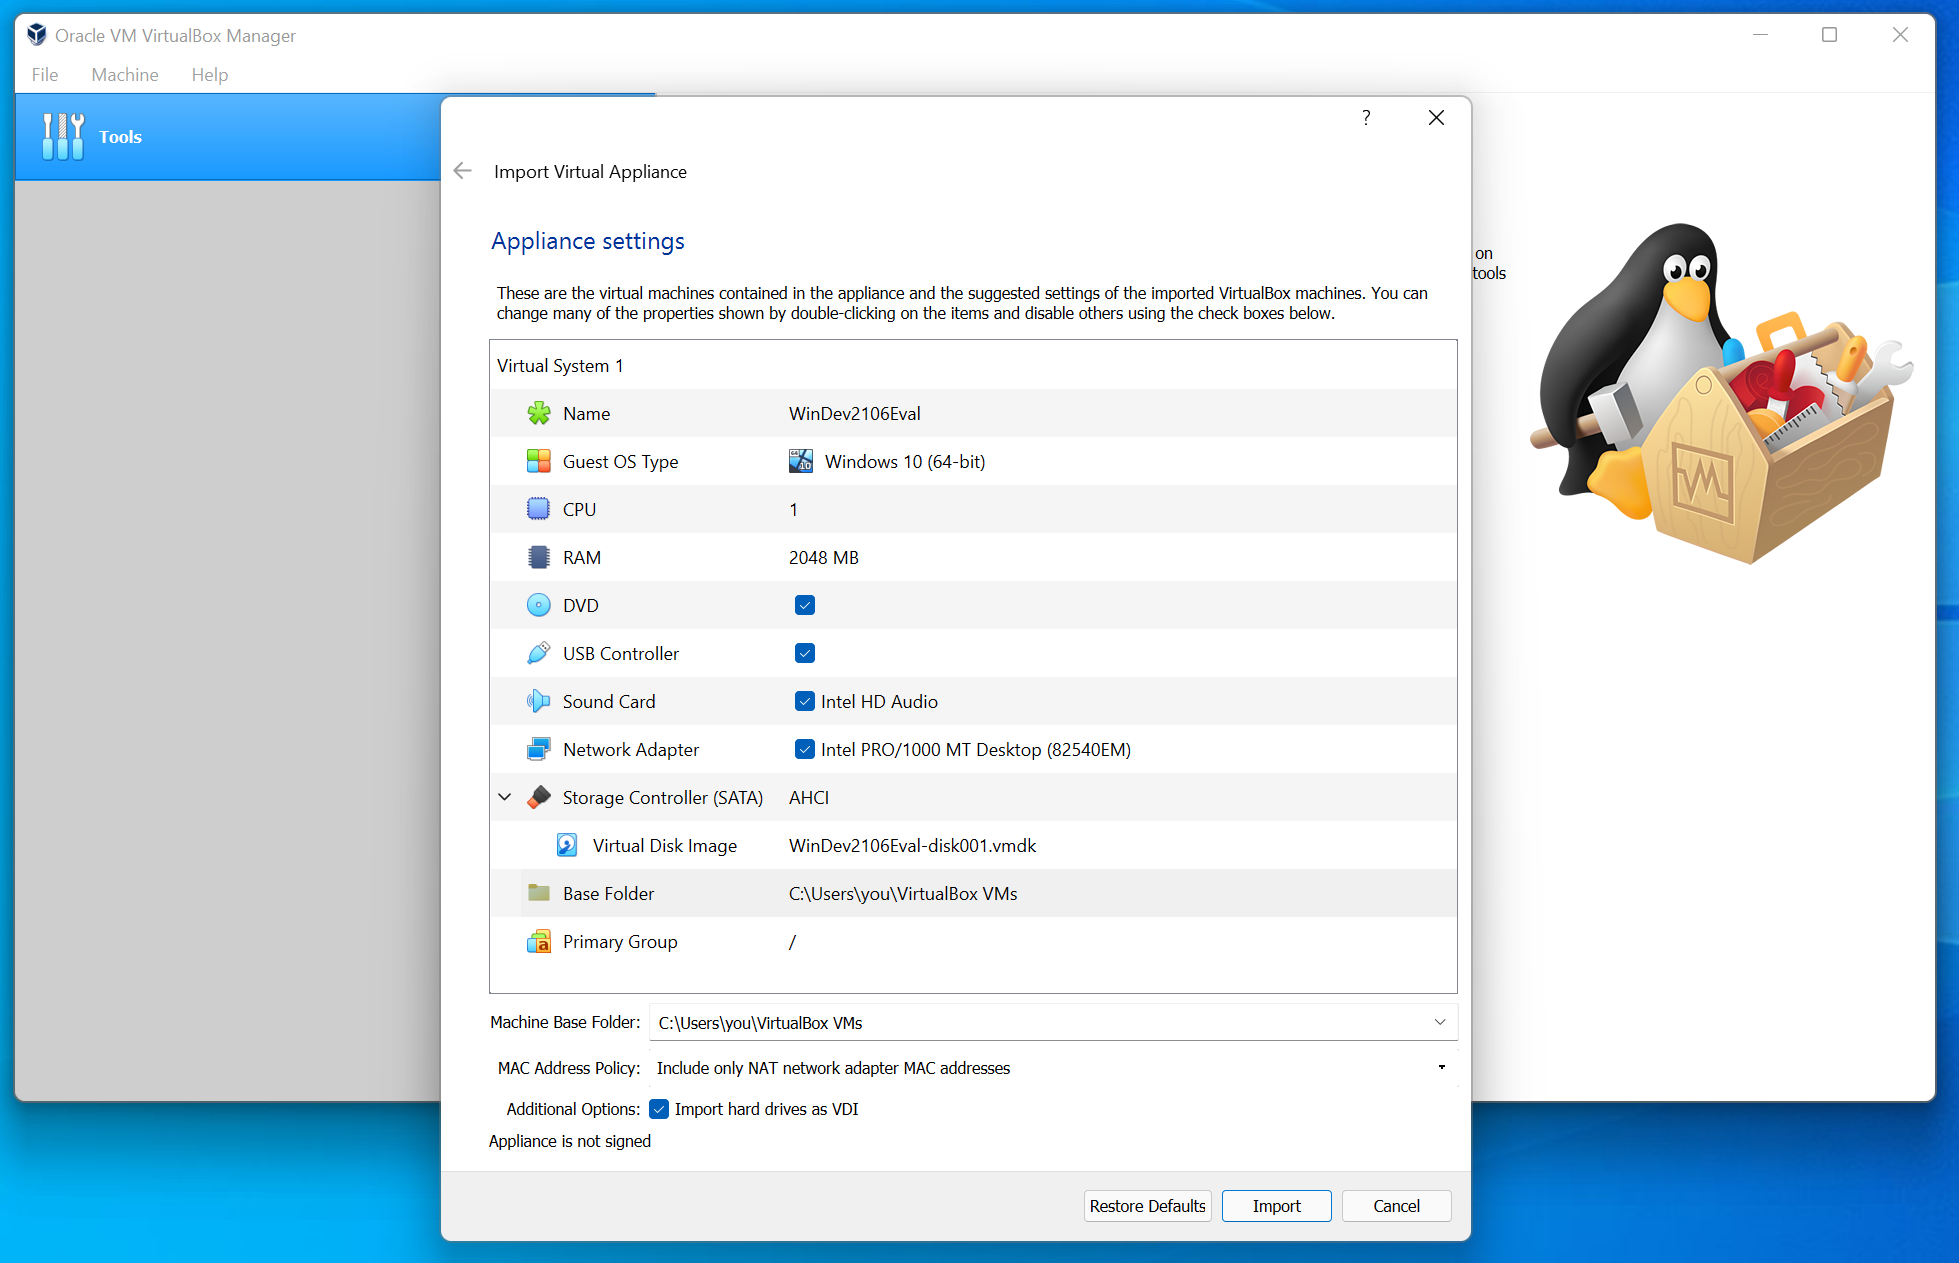 Oracle VM VirtualBox Manager
File Machine Help
Tools
?
Import Virtual Appliance
Appliance settings
on
tools
These are the virtual machines contained in the appliance and the suggested settings of the imported VirtualBox machines. You can
change many of the properties shown by double-clicking on the items and disable others using the check boxes below.
Virtual System 1
Name WinDev2106Eval
Guest OS Type Windows 10 (64-bit)
CPU 1
RAM 2048 MB
DVD
USB Controller
Sound Card Intel HD Audio
Network Adapter Intel PRO/1000 MT Desktop (82540EM)
Storage Controller (SATA) AHCI
Virtual Disk Image WinDev2106Eval-disk001.vmdk
Base Folder C:\Users\you\VirtualBox VMs
Primary Group /
Machine Base Folder: C:\Users\you\VirtualBox VMs
MAC Address Policy: Include only NAT network adapter MAC addresses
Additional Options: Import hard drives as VDI
Appliance is not signed
Restore Defaults Import Cancel